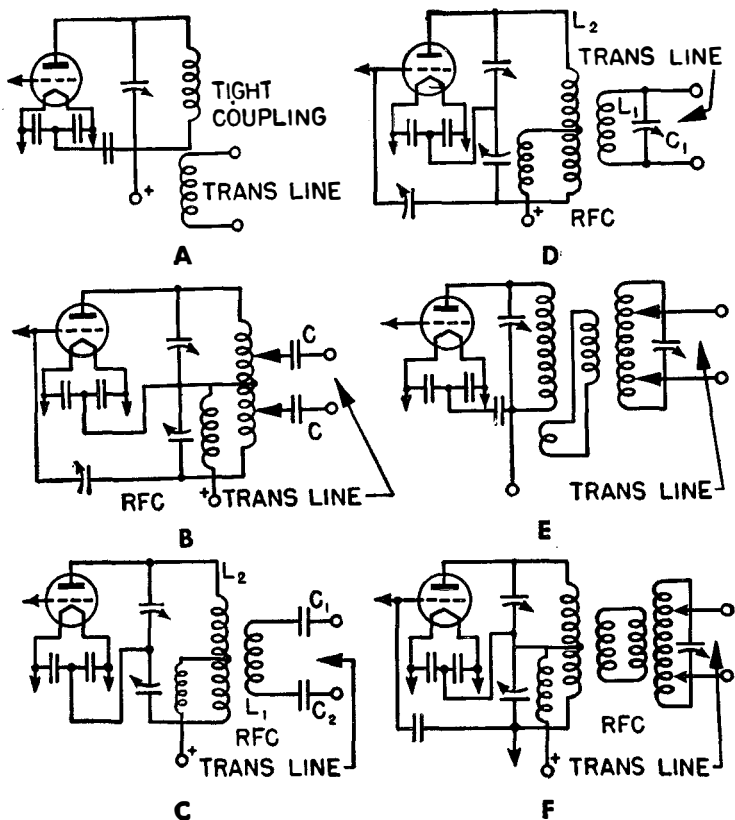 TIGHT
COUPLING
+
TRANS LINE
A
L2
TRANS LINE
L1
C1
+
RFC
D
C
C
RFC
+
TRANS LINE
B
TRANS LINE
E
L2
C1
L1
C2
RFC
+
TRANS LINE
C
RFC
+
TRANS LINE
F